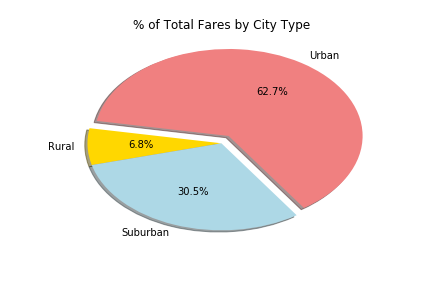 % of Total Fares by City Type
Urban
62.7%
Rural
6.8%
30.5%
Suburban